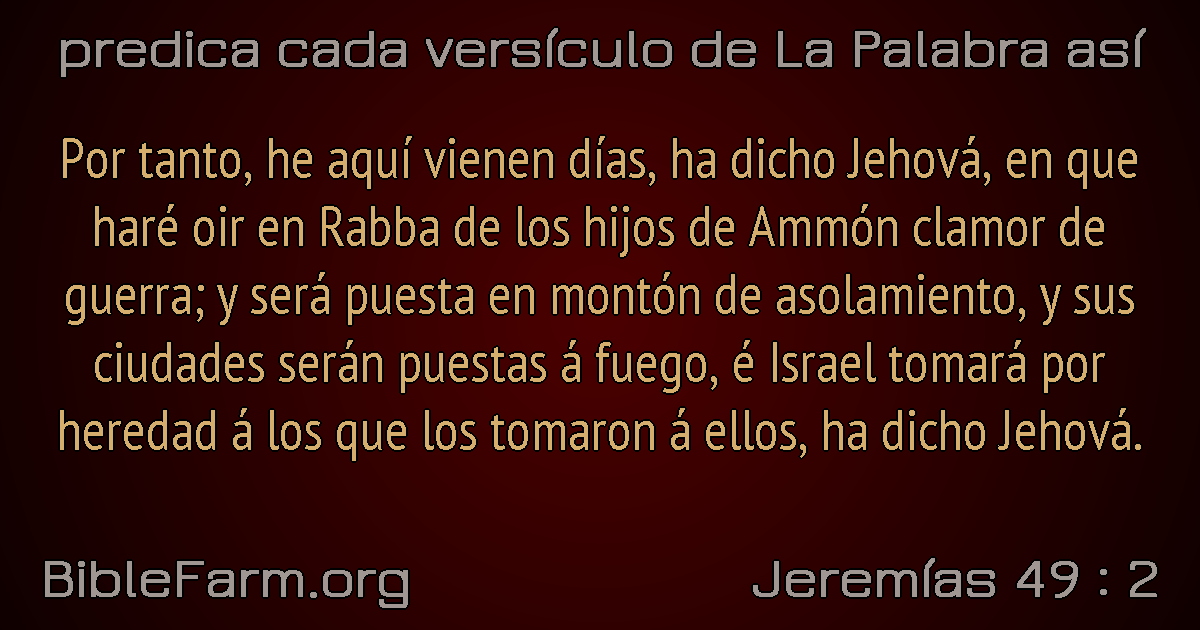 predica cada versículo de La Palabra así
Por tanto, he aquí vienen días, ha dicho Jehová, en que
haré oir en Rabba de los hijos de Ammón clamor de
guerra; y será puesta en montón de asolamiento, y sus
ciudades serán puestas á fuego, é Israel tomará por
heredad á los que los tomaron á ellos, ha dicho Jehová.
BibleFarm.org
Jeremías 49 : 2